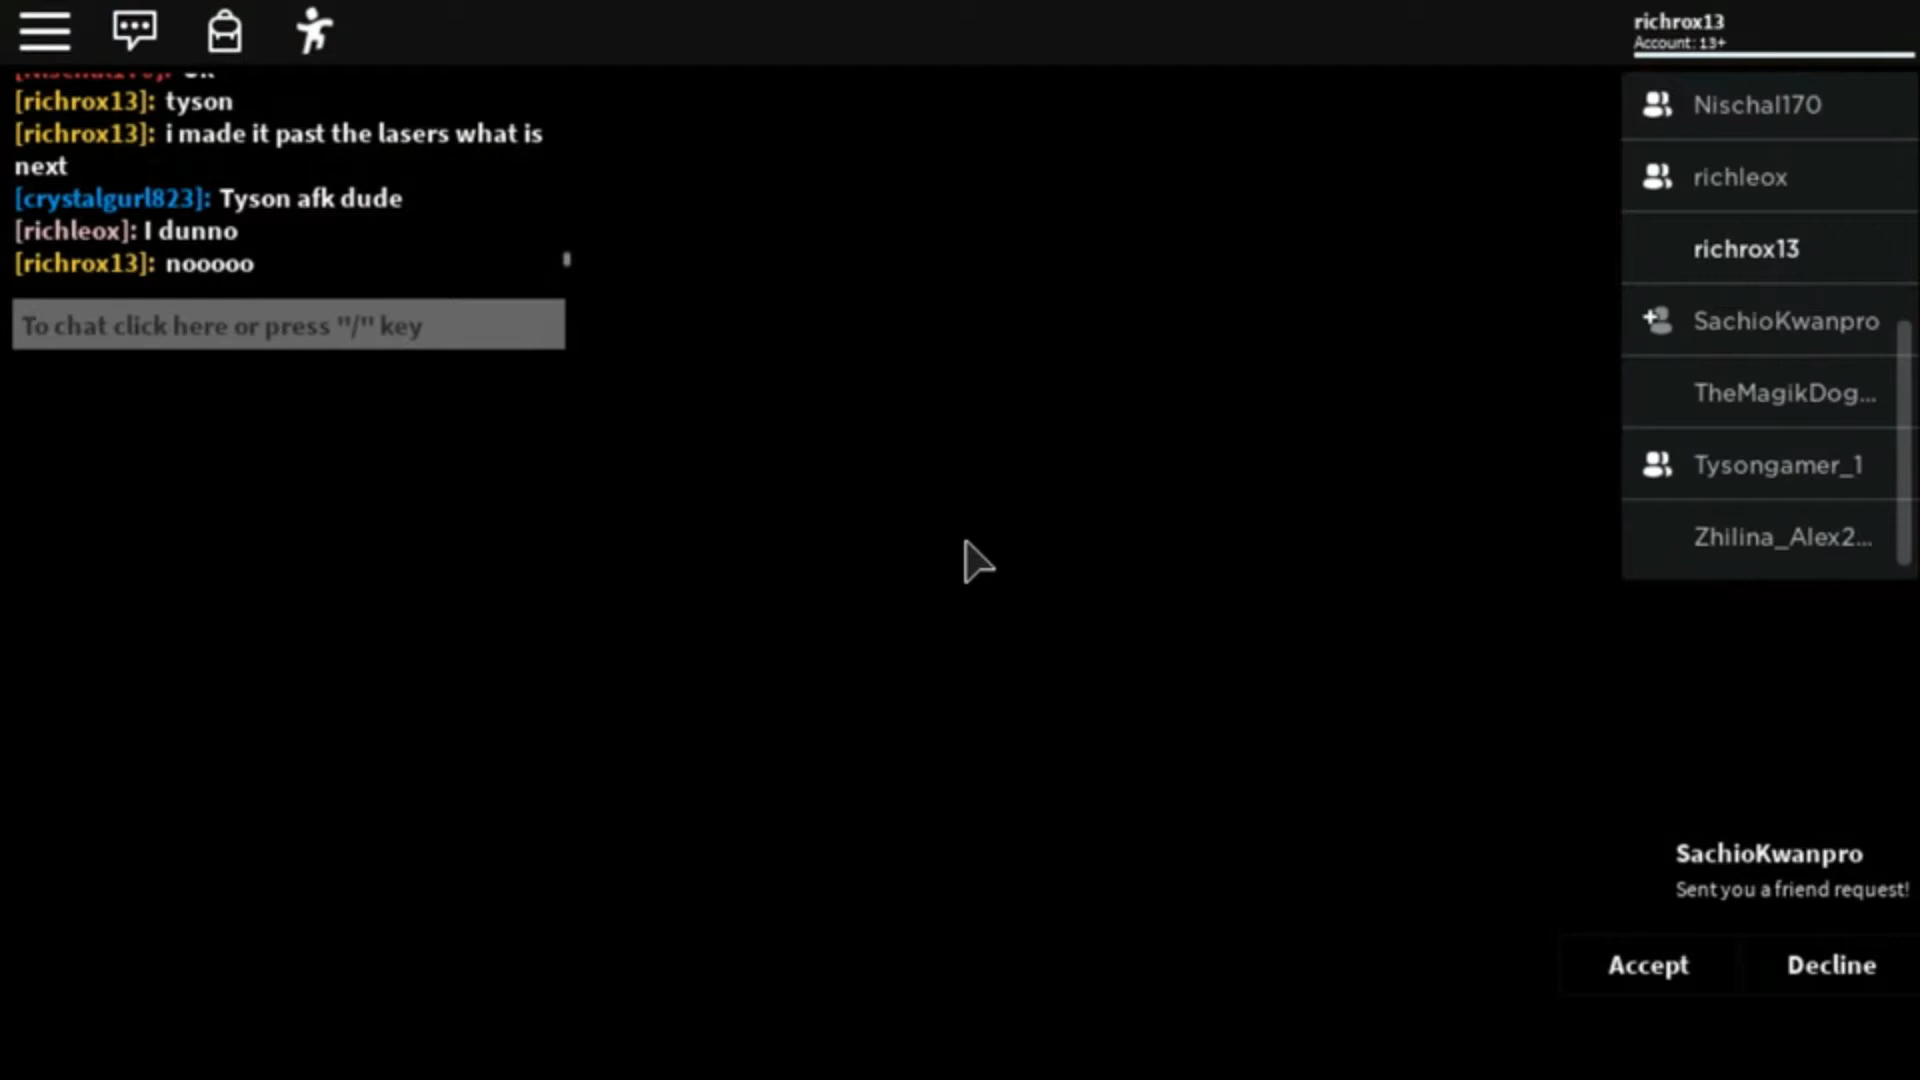 richrox13
Account: 13+
[Nischal170]: ok
[richrox13]: tyson
[richrox13]: i made it past the lasers what is
next
[crystalgurl823]: Tyson afk dude
[richleox]: I dunno
[richrox13]: nooooo
To chat click here or press "/" key
Nischal170
richleox
richrox13
SachioKwanpro
TheMagikDog...
Tysongamer_1
Zhilina_Alex2...
SachioKwanpro
Sent you a friend request!
Accept
Decline